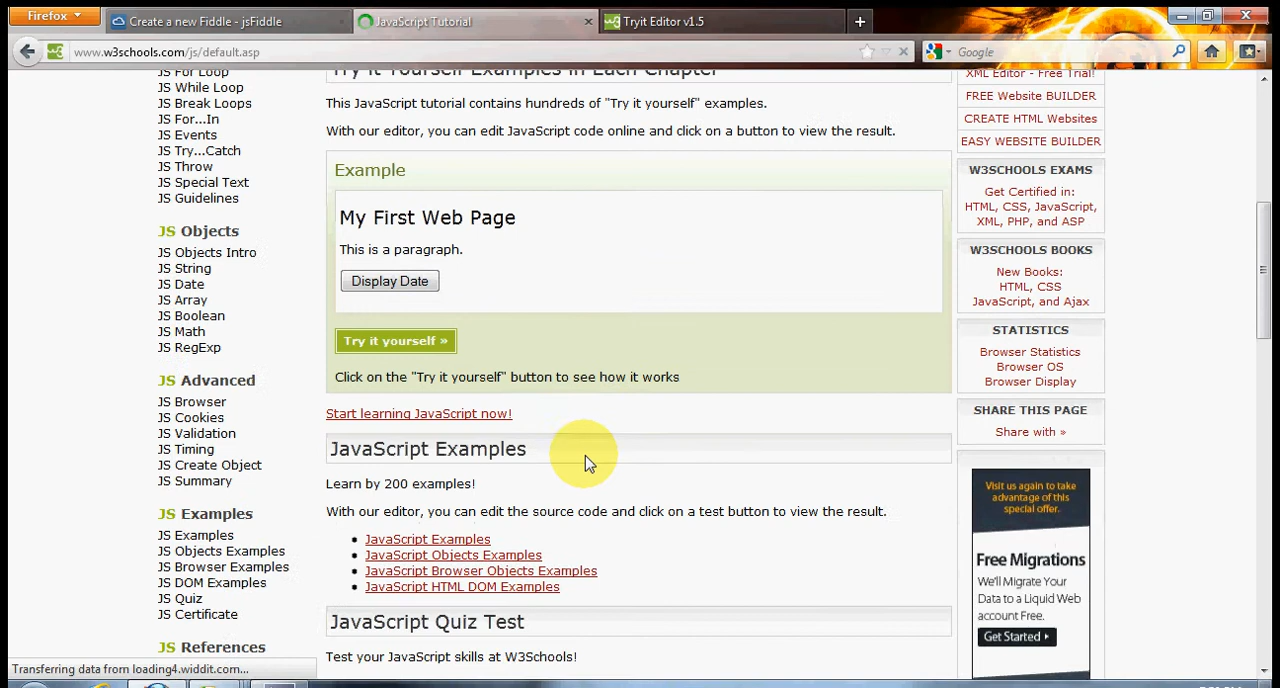 Firefox
Create a new Fiddle - jsFiddle
JavaScript Tutorial
Tryit Editor v1.5
www.w3schools.com/js/default.asp
Google
JS For Loop
JS While Loop
JS Break Loops
JS For...In
JS Events
JS Try...Catch
JS Throw
JS Special Text
JS Guidelines
JS Objects
JS Objects Intro
JS String
JS Date
JS Array
JS Boolean
JS Math
JS RegExp
JS Advanced
JS Browser
JS Cookies
JS Validation
JS Timing
JS Create Object
JS Summary
JS Examples
JS Examples
JS Objects Examples
JS Browser Examples
JS DOM Examples
JS Quiz
JS Certificate
JS References
Transferring data from loading4.widdit.com...
Try it Yourself Examples in Each Chapter
This JavaScript tutorial contains hundreds of "Try it yourself" examples.
With our editor, you can edit JavaScript code online and click on a button to view the result.
Example
My First Web Page
This is a paragraph.
Display Date
Try it yourself »
Click on the "Try it yourself" button to see how it works
Start learning JavaScript now!
JavaScript Examples
Learn by 200 examples!
With our editor, you can edit the source code and click on a test button to view the result.
JavaScript Examples
JavaScript Objects Examples
JavaScript Browser Objects Examples
JavaScript HTML DOM Examples
JavaScript Quiz Test
Test your JavaScript skills at W3Schools!
XML Editor - Free Trial!
FREE Website BUILDER
CREATE HTML Websites
EASY WEBSITE BUILDER
W3SCHOOLS EXAMS
Get Certified in:
HTML, CSS, JavaScript,
XML, PHP, and ASP
W3SCHOOLS BOOKS
New Books:
HTML, CSS
JavaScript, and Ajax
STATISTICS
Browser Statistics
Browser OS
Browser Display
SHARE THIS PAGE
Share with »
Visit us again to take
advantage of this
special offer.
Free Migrations
We'll Migrate Your
Data to a Liquid Web
account Free.
Get Started